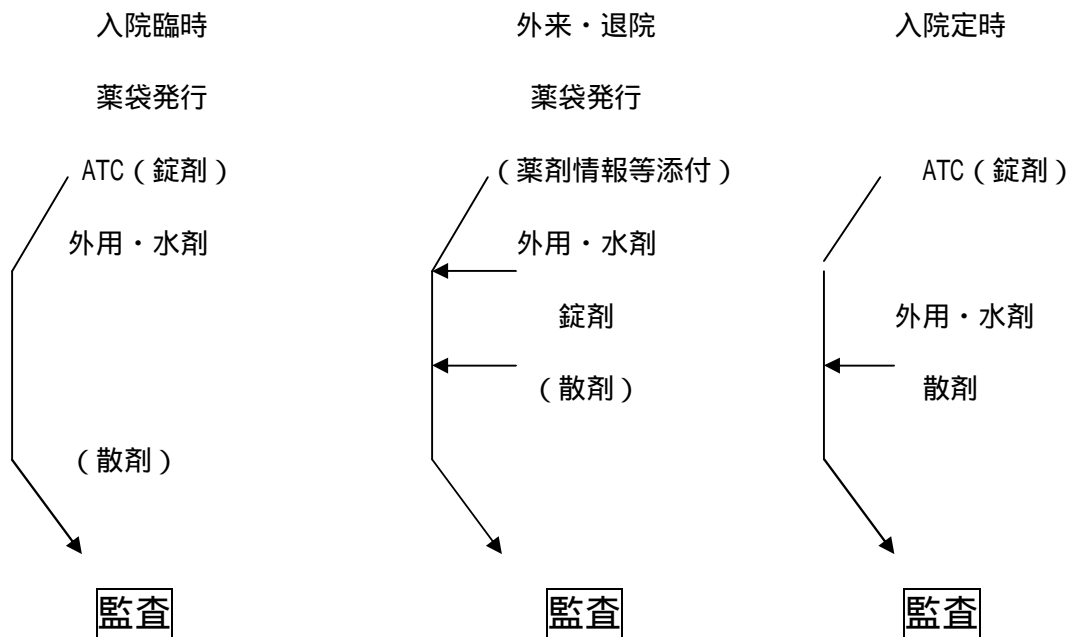 入院臨時
薬袋発行
ATC(錠剤)
外用・水剤
(散剤)
監査
外来・退院
薬袋発行
(薬剤情報等添付)
外用・水剤
錠剤
(散剤)
監査
入院定時
ATC(錠剤)
外用・水剤
散剤
監査